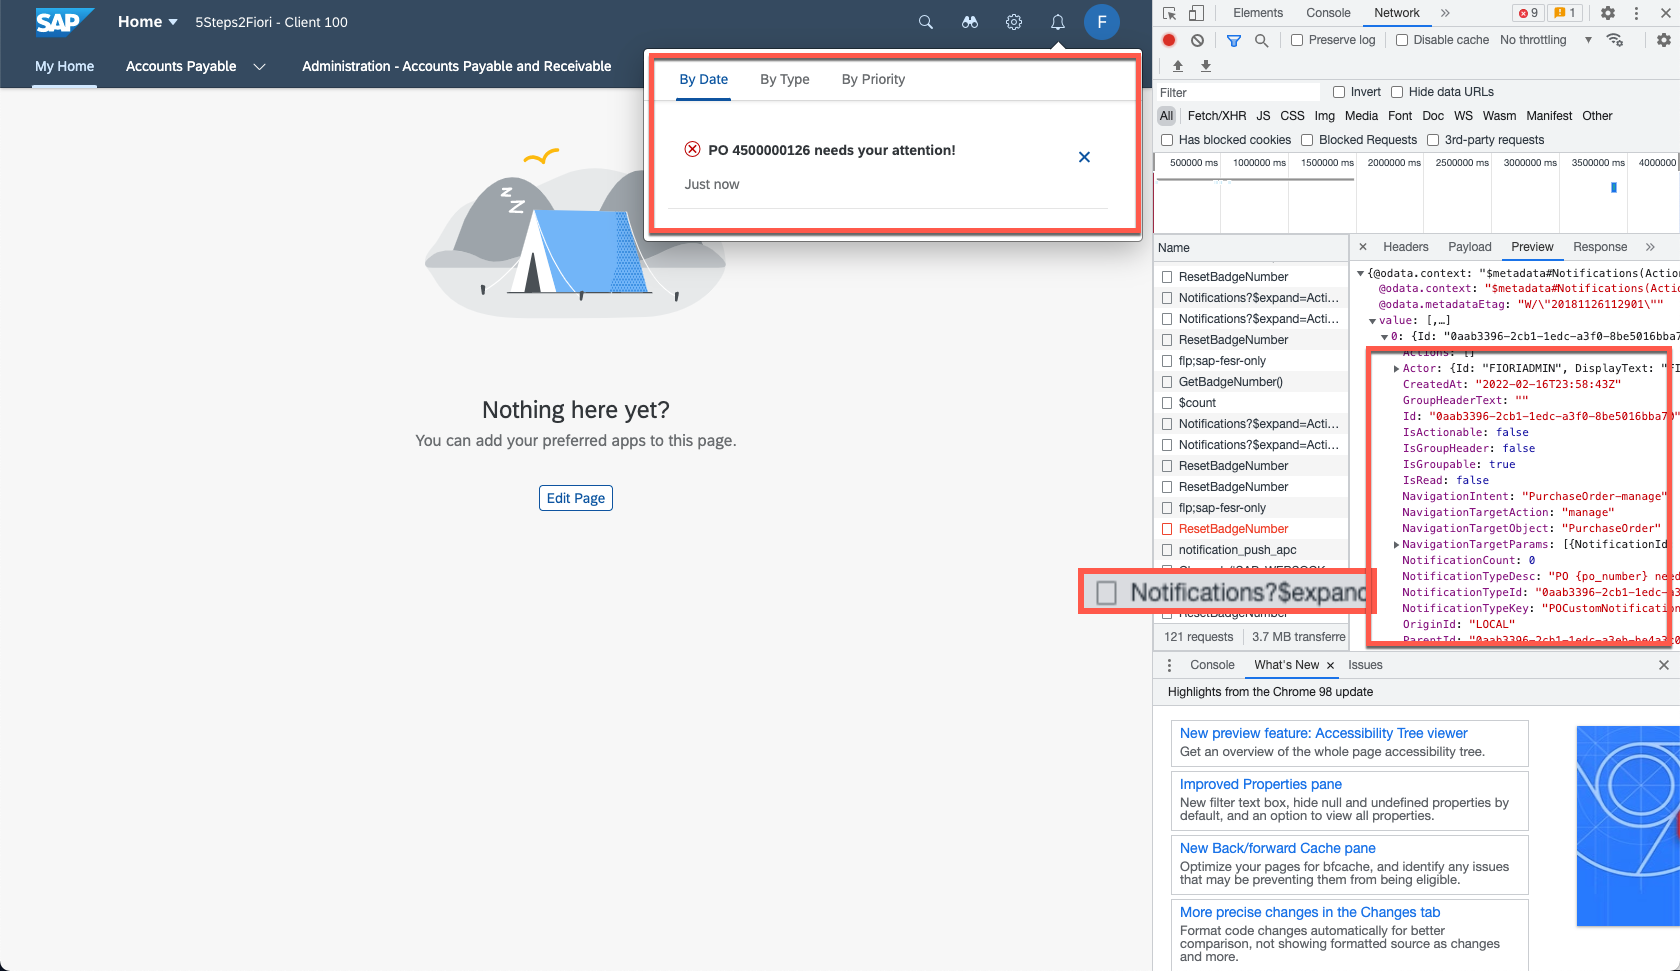 SAP Home 5Steps2Fiori - Client 100 F
My Home Accounts Payable Administration - Accounts Payable and Receivable
By Date By Type By Priority
PO 4500000126 needs your attention!
Just now
z
z
Nothing here yet?
You can add your preferred apps to this page.
Edit Page
Elements Console Network 9 1
Preserve log Disable cache No throttling
Filter Invert Hide data URLs
All Fetch/XHR JS CSS Img Media Font Doc WS Wasm Manifest Other
Has blocked cookies Blocked Requests 3rd-party requests
500000 ms 1000000 ms 1500000 ms 2000000 ms 2500000 ms 3000000 ms 3500000 ms 4000000
Name
ResetBadgeNumber
Notifications?$expand=Acti...
Notifications?$expand=Acti...
ResetBadgeNumber
flp;sap-fesr-only
GetBadgeNumber()
$count
Notifications?$expand=Acti...
Notifications?$expand=Acti...
ResetBadgeNumber
ResetBadgeNumber
flp;sap-fesr-only
ResetBadgeNumber
notification_push_apc
Notifications?$expand
ResetBadgeNumber
121 requests 3.7 MB transferre
Headers Payload Preview Response
{@odata.context: "$metadata#Notifications(Actio
@odata.context: "$metadata#Notifications(Actio
@odata.metadataEtag: "W/\"20181126112901\""
value: [,…]
0: {Id: "0aab3396-2cb1-1edc-a3f0-8be5016bba7
Actions: []
Actor: {Id: "FIORIADMIN", DisplayText: "FI
CreatedAt: "2022-02-16T23:58:43Z"
GroupHeaderText: ""
Id: "0aab3396-2cb1-1edc-a3f0-8be5016bba70"
IsActionable: false
IsGroupHeader: false
IsGroupable: true
IsRead: false
NavigationIntent: "PurchaseOrder-manage"
NavigationTargetAction: "manage"
NavigationTargetObject: "PurchaseOrder"
NavigationTargetParams: [{NotificationId
NotificationCount: 0
NotificationTypeDesc: "PO {po_number} need
NotificationTypeId: "0aab3396-2cb1-1edc-a3
NotificationTypeKey: "POCustomNotification
OriginId: "LOCAL"
ParentId: "0aab3396-2cb1-1edc-a3eb-be4a3c0
Console What's New Issues
Highlights from the Chrome 98 update
New preview feature: Accessibility Tree viewer
Get an overview of the whole page accessibility tree.
Improved Properties pane
New filter text box, hide null and undefined properties by
default, and an option to view all properties.
New Back/forward Cache pane
Optimize your pages for bfcache, and identify any issues
that may be preventing them from being eligible.
More precise changes in the Changes tab
Format code changes automatically for better
comparison, not showing formatted source as changes
and more.
9